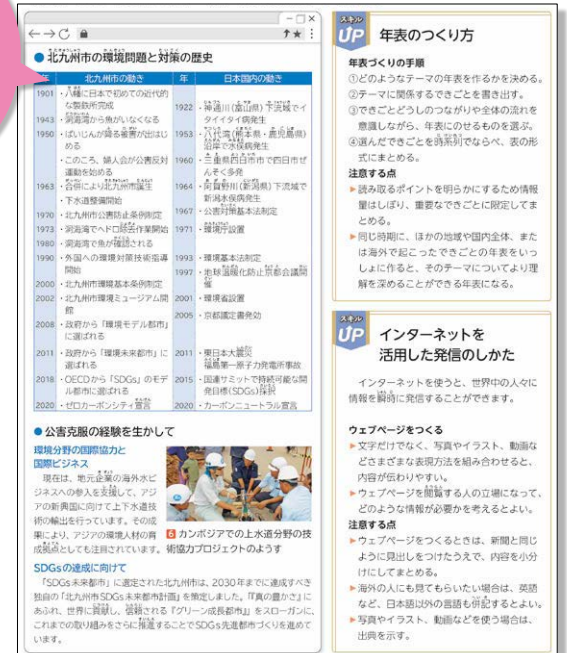 北九州市の環境問題と対策の歴史
年 北九州市の動き 年 日本国内の動き
1901 ・八幡に日本で初めての近代的
な製鉄所完成
1943 ・洞海湾から魚がいなくなる
1950 ・ばいじんが降る被害が出はじ
める
・このころ、婦人会が公害反対
運動を始める
1963 ・合併により北九州市誕生
・下水道整備開始
1970 ・北九州市公害防止条例制定
1973 ・洞海湾でヘドロ除去作業開始
1980 ・洞海湾で魚が確認される
1990 ・外国への環境対策技術指導
開始
2000 ・北九州市環境基本条例制定
2002 ・北九州市環境ミュージアム開
館
2008 ・政府から「環境モデル都市」
に選ばれる
2011 ・政府から「環境未来都市」に
選ばれる
2018 ・OECDから「SDGs」のモデ
ル都市に選ばれる
2020 ・ゼロカーボンシティ宣言
1922 ・神通川(富山県)下流域でイ
タイイタイ病発生
1953 ・八代湾(熊本県・鹿児島県)
沿岸で水俣病発生
1960 ・三重県四日市市で四日市ぜ
んそく多発
1964 ・阿賀野川(新潟県)下流域で
新潟水俣病発生
1967 ・公害対策基本法制定
1971 ・環境庁設置
1993 ・環境基本法制定
1997 ・地球温暖化防止京都会議開
催
2001 ・環境省設置
2005 ・京都議定書発効
2011 ・東日本大震災
福島第一原子力発電所事故
2015 ・国連サミットで持続可能な開
発目標(SDGs)採択
2020 ・カーボンニュートラル宣言
公害克服の経験を生かして
環境分野の国際協力と
国際ビジネス
現在は、地元企業の海外水ビ
ジネスへの参入を支援して、アジ
アの新興国に向けて上下水道技
術の輸出を行っています。その成
果により、アジアの環境人材の育
成拠点としても注目されています。
6 カンボジアでの上水道分野の技
術協力プロジェクトのようす
SDGsの達成に向けて
「SDGs未来都市」に選定された北九州市は、2030年までに達成すべき
独自の「北九州市SDGs未来都市計画」を策定しました。『「真の豊かさ」に
あふれ、世界に貢献し、信頼される「グリーン成長都市」』をスローガンに、
これまでの取り組みをさらに推進することでSDGs先進都市づくりを進めて
います。
スキル
UP 年表のつくり方
年表づくりの手順
①どのようなテーマの年表を作るかを決める。
②テーマに関係するできごとを書き出す。
③できごとどうしのつながりや全体の流れを
意識しながら、年表にのせるものを選ぶ。
④選んだできごとを時系列でならべ、表の形
式にまとめる。
注意する点
▶読み取るポイントを明らかにするため情報
量はしぼり、重要なできごとに限定してま
とめる。
▶同じ時期に、ほかの地域や国内全体、また
は海外で起こったできごとの年表をいっ
しょに作ると、そのテーマについてより理
解を深めることができる年表になる。
スキル
UP インターネットを
活用した発信のしかた
インターネットを使うと、世界中の人々に
情報を瞬時に発信することができます。
ウェブページをつくる
▶文字だけでなく、写真やイラスト、動画な
どさまざまな表現方法を組み合わせると、
内容が伝わりやすい。
▶ウェブページを閲覧する人の立場になって、
どのような情報が必要かを考えるとよい。
注意する点
▶ウェブページをつくるときは、新聞と同じ
ように見出しをつけたうえで、内容を小分
けにしてまとめる。
▶海外の人にも見てもらいたい場合は、英語
など、日本語以外の言語も併記するとよい。
▶写真やイラスト、動画などを使う場合は、
出典を示す。